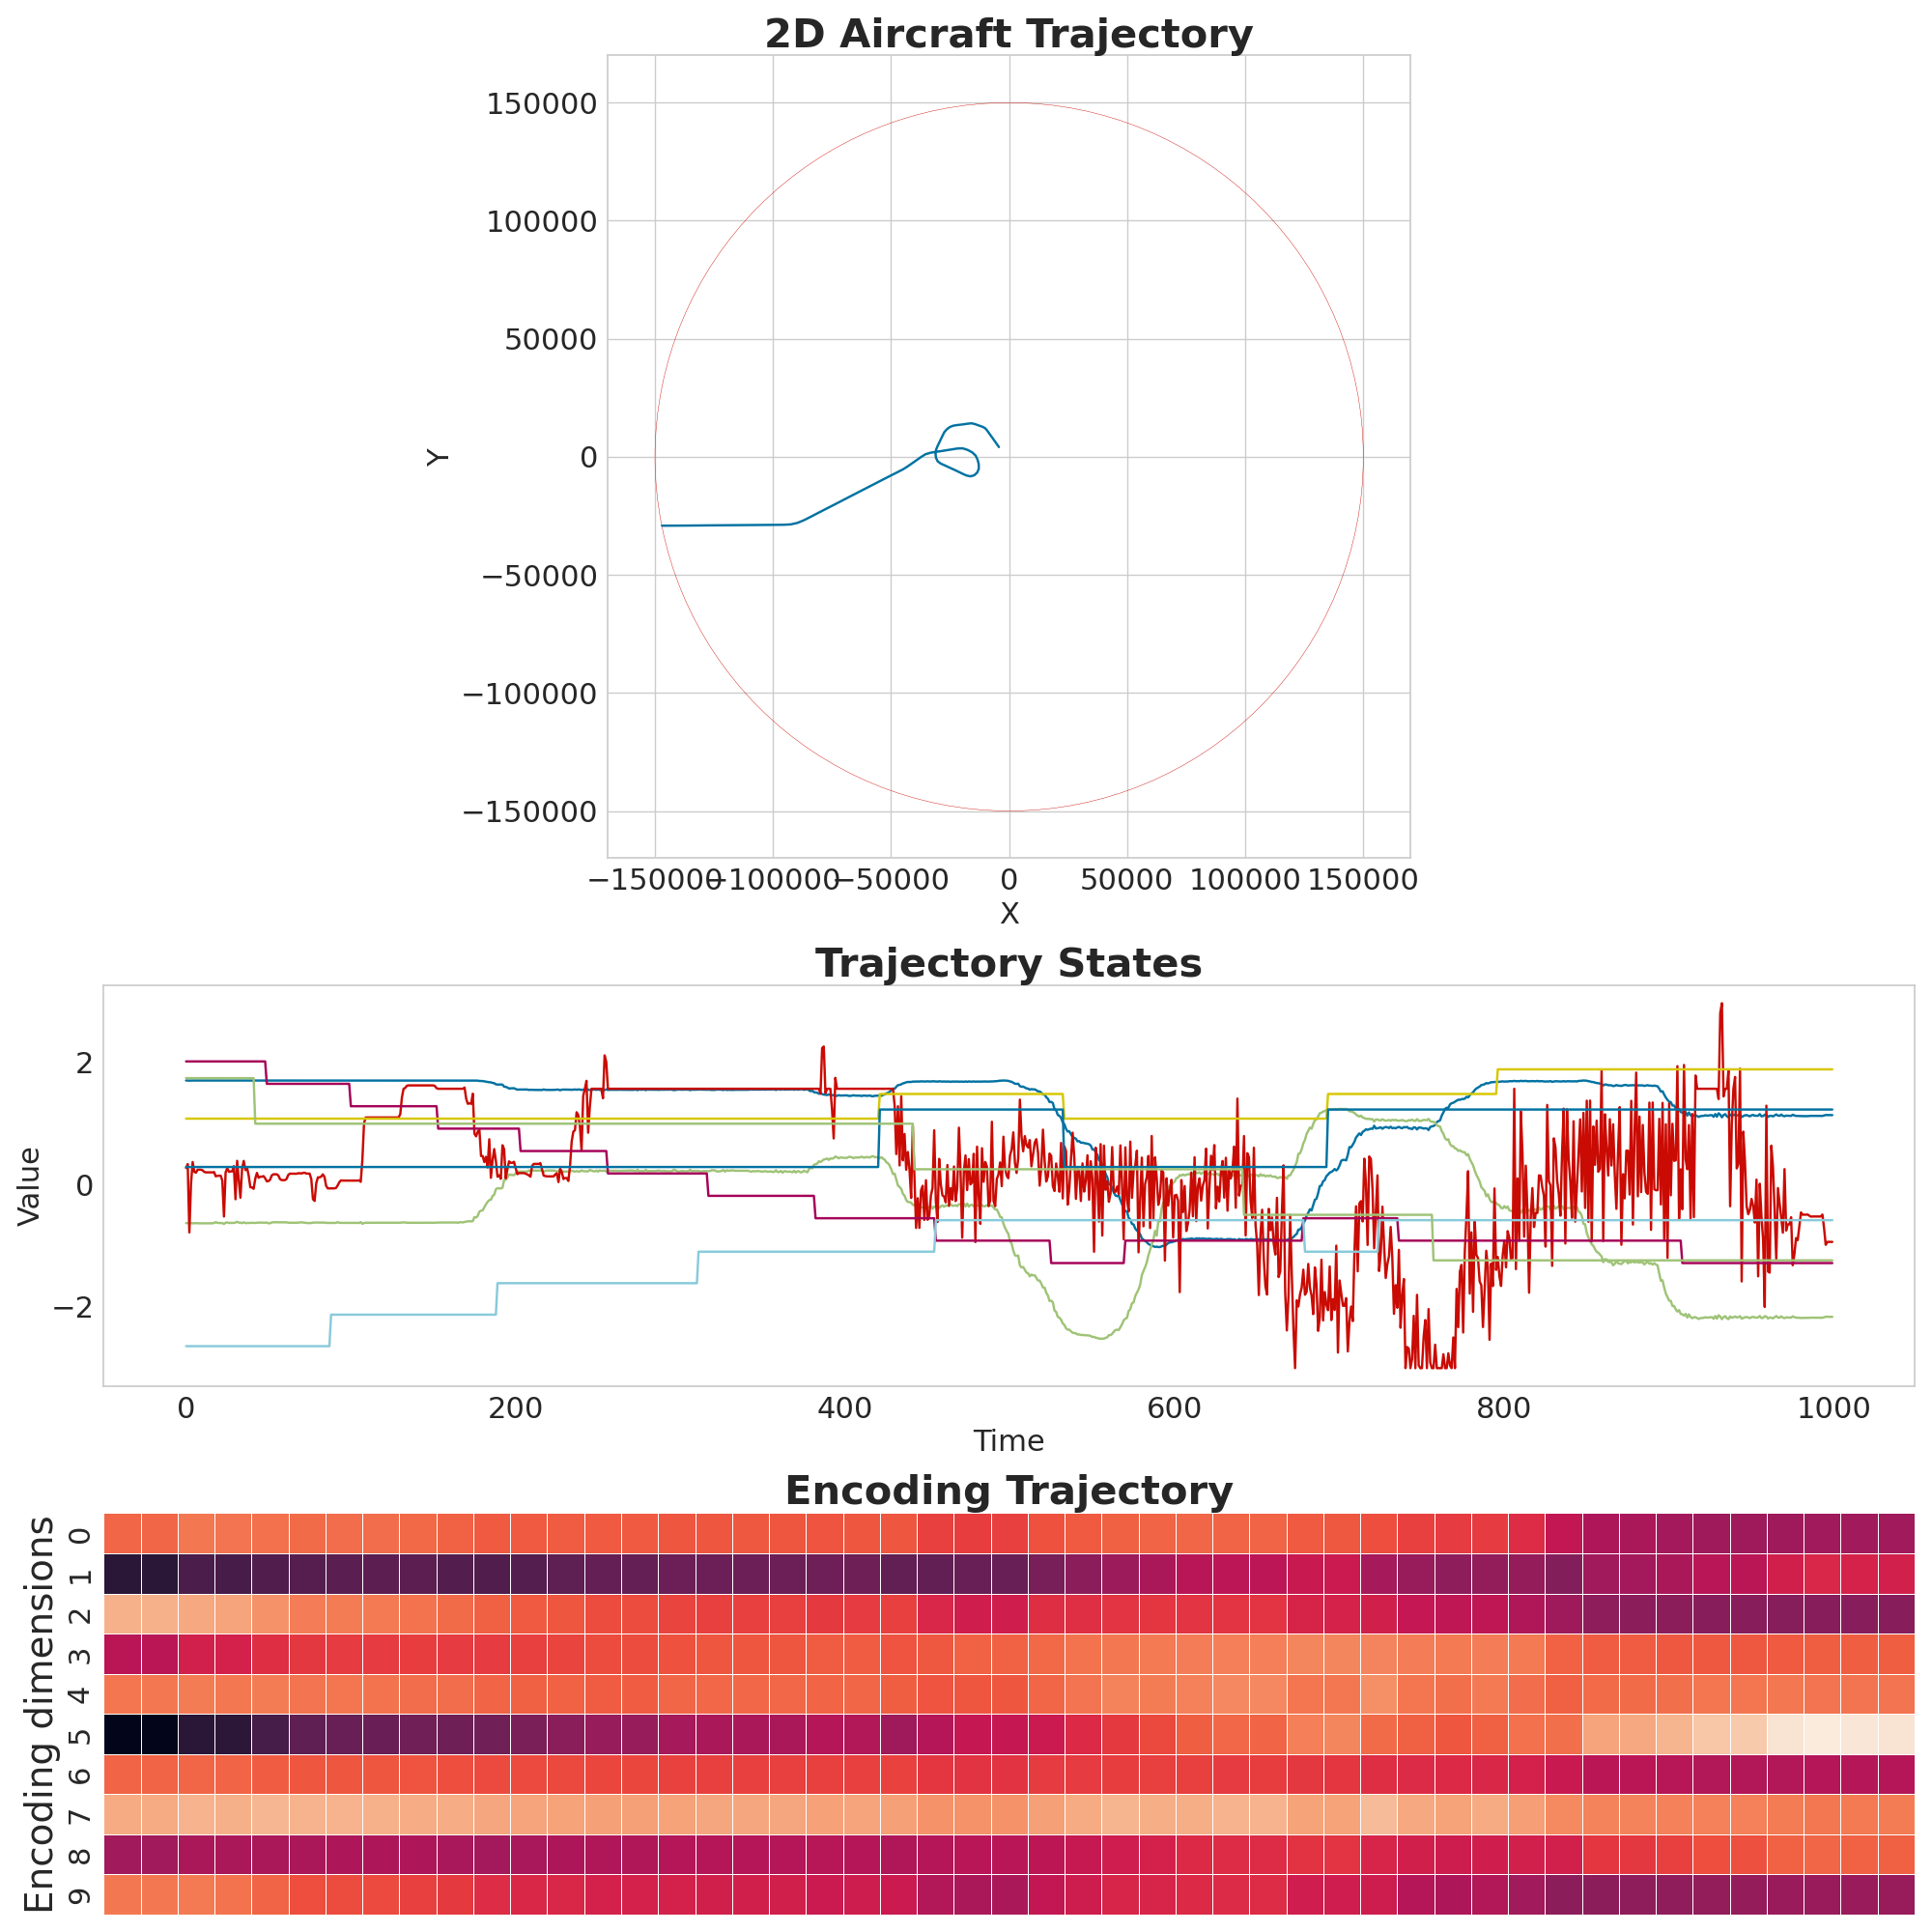 2D Aircraft Trajectory
150000
100000
50000
0
−50000
−100000
−150000
Y
−150000 −100000 −50000 0 50000 100000 150000
X
Trajectory States
2
0
−2
Value
0 200 400 600 800 1000
Time
Encoding Trajectory
0
1
2
3
4
5
6
7
8
9
Encoding dimensions